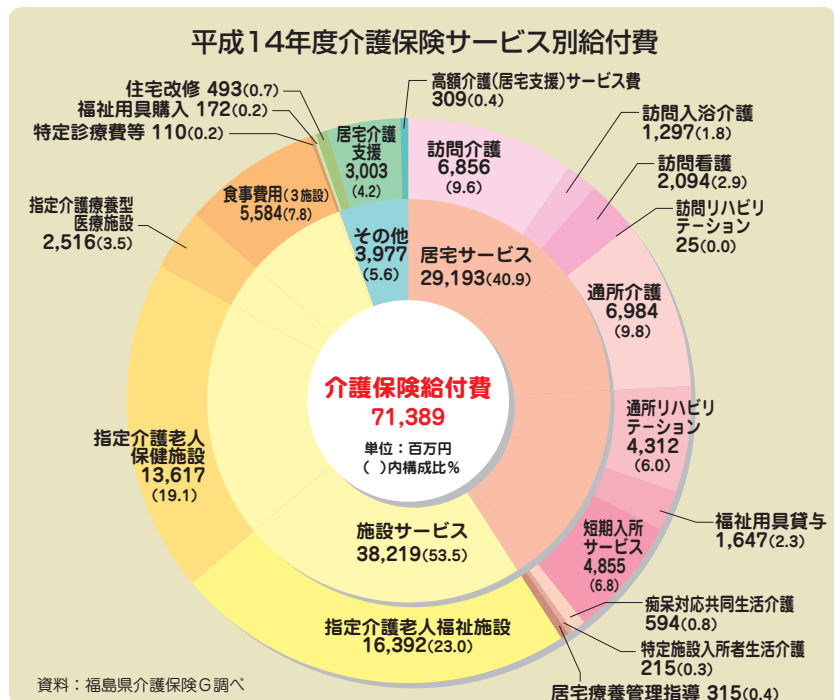 平成14年度介護保険サービス別給付費
高額介護(居宅支援)サービス費
309(0.4)
訪問介護
6,856
(9.6)
訪問入浴介護
1,297(1.8)
訪問看護
2,094(2.9)
訪問リハビリ
テーション
25(0.0)
通所介護
6,984
(9.8)
通所リハビリ
テーション
4,312
(6.0)
福祉用具貸与
1,647(2.3)
短期入所
サービス
4,855
(6.8)
痴呆対応共同生活介護
594(0.8)
特定施設入所者生活介護
215(0.3)
居宅療養管理指導 315(0.4)
指定介護老人福祉施設
16,392(23.0)
指定介護老人
保健施設
13,617
(19.1)
指定介護療養型
医療施設
2,516(3.5)
食事費用(3施設)
5,584(7.8)
特定診療費等 110(0.2)
福祉用具購入 172(0.2)
住宅改修 493(0.7)
居宅介護
支援
3,003
(4.2)
その他
3,977
(5.6)
居宅サービス
29,193(40.9)
施設サービス
38,219(53.5)
介護保険給付費
71,389
単位：百万円
( )内構成比%
資料：福島県介護保険G調べ